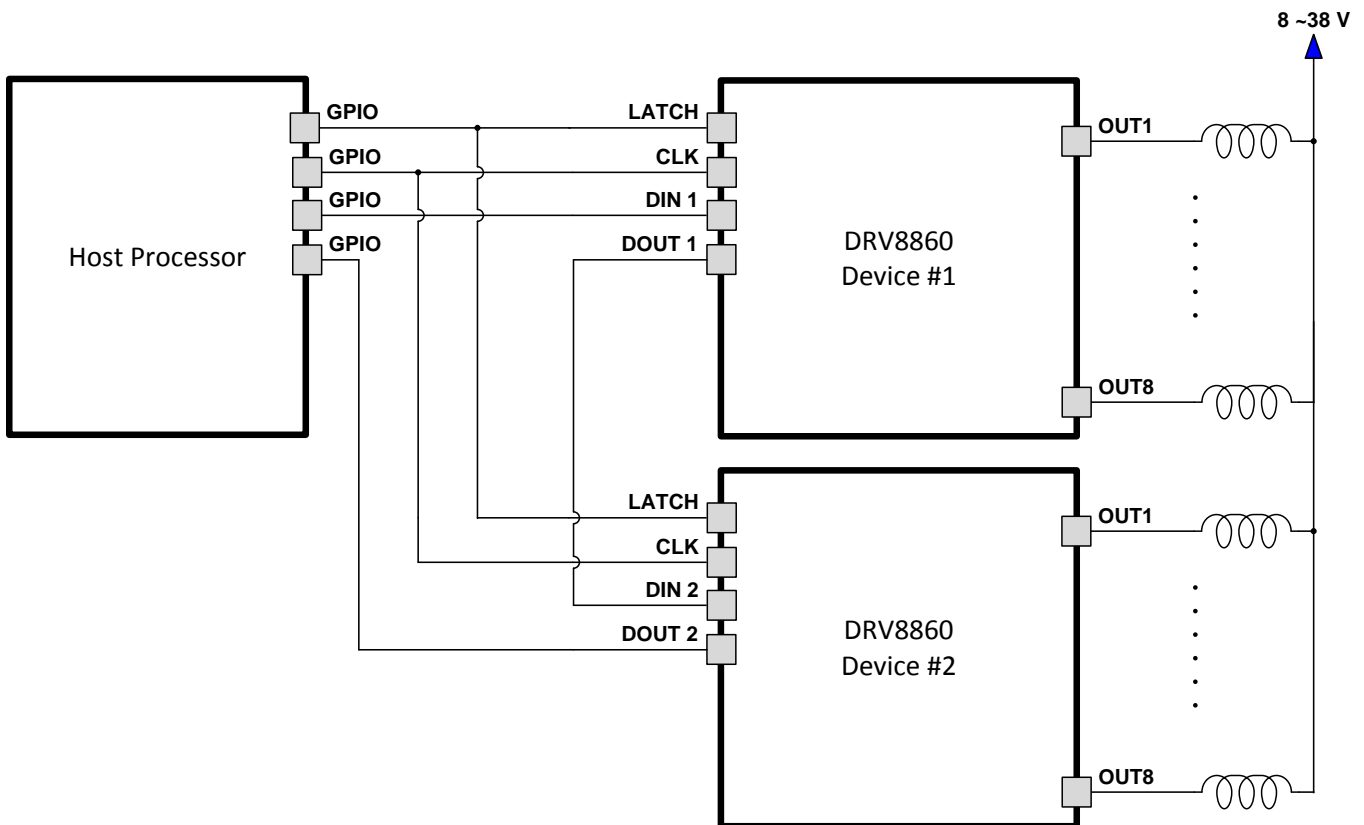 8 ~38 V
Host Processor
GPIO
GPIO
GPIO
GPIO
LATCH
CLK
DIN 1
DOUT 1
DRV8860
Device #1
OUT1
OUT8
LATCH
CLK
DIN 2
DOUT 2
DRV8860
Device #2
OUT1
OUT8